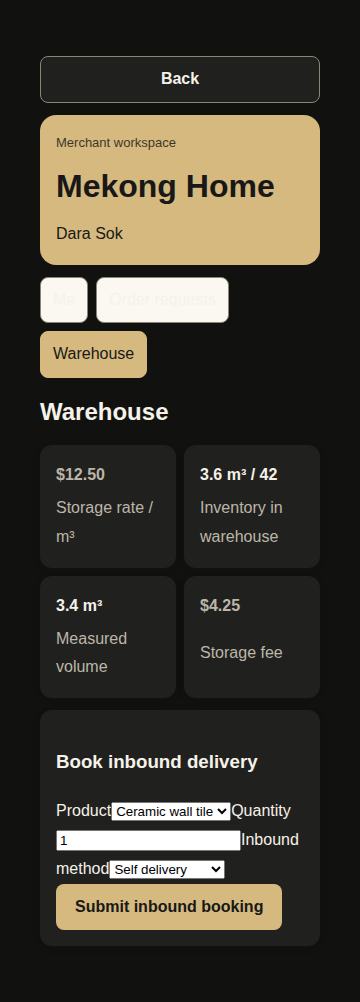 Back
Merchant workspace
Mekong Home
Dara Sok
Me Order requests
Warehouse
Warehouse
$12.50
Storage rate /
m³
3.6 m³ / 42
Inventory in
warehouse
3.4 m³
Measured
volume
$4.25
Storage fee
Book inbound delivery
Product Ceramic wall tile Quantity
1 Inbound
method Self delivery
Submit inbound booking